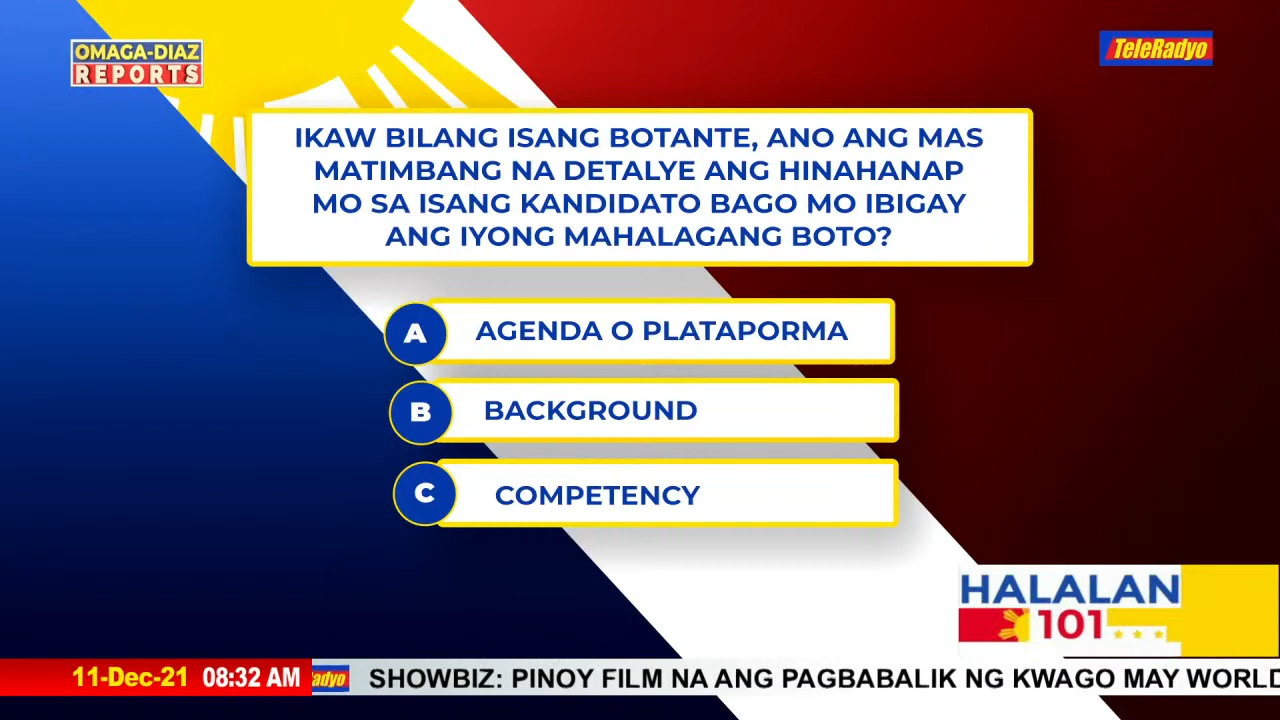 OMAGA-DIAZ
REPORTS
TeleRadyo
IKAW BILANG ISANG BOTANTE, ANO ANG MAS
MATIMBANG NA DETALYE ANG HINAHANAP
MO SA ISANG KANDIDATO BAGO MO IBIGAY
ANG IYONG MAHALAGANG BOTO?
A AGENDA O PLATAPORMA
B BACKGROUND
C COMPETENCY
HALALAN
101
11-Dec-21 08:32 AM adyo SHOWBIZ: PINOY FILM NA ANG PAGBABALIK NG KWAGO MAY WORLD